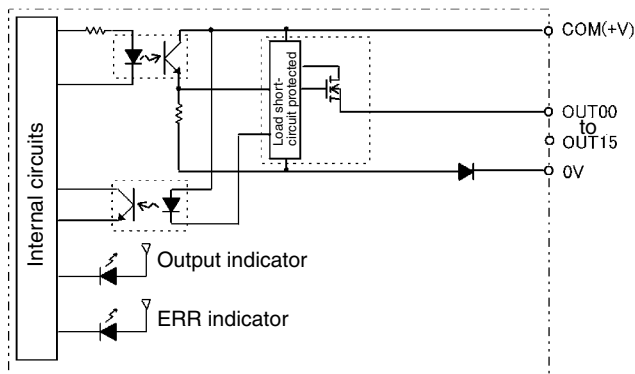 COM(+V)
Load short-
circuit protected
OUT00
to
OUT15
0V
Internal circuits
Output indicator
ERR indicator